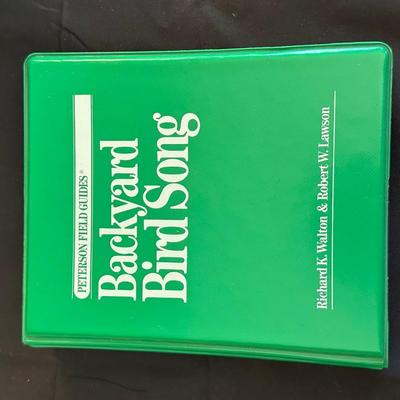 PETERSON FIELD GUIDES®
Backyard
Bird Song
Richard K. Walton & Robert W. Lawson